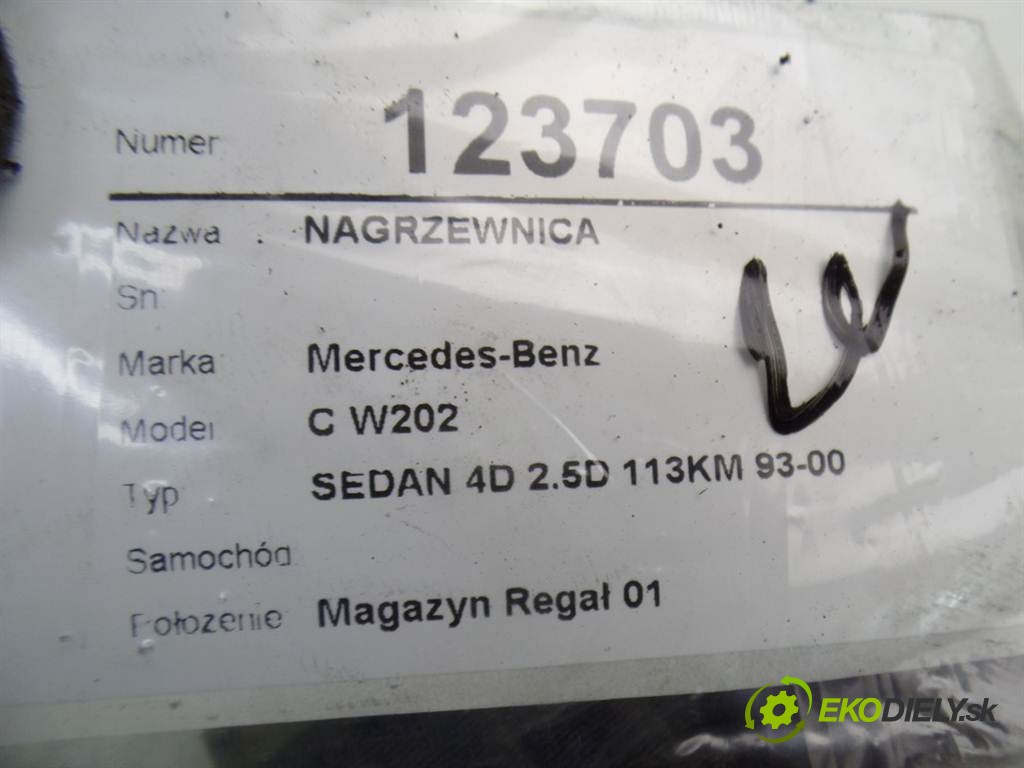 Numer 123703
Nazwa : NAGRZEWNICA
Sn
Marka Mercedes-Benz
Model C W202
Typ SEDAN 4D 2.5D 113KM 93-00
Samochód
Położenie Magazyn Regał 01
EKODIELY.sk